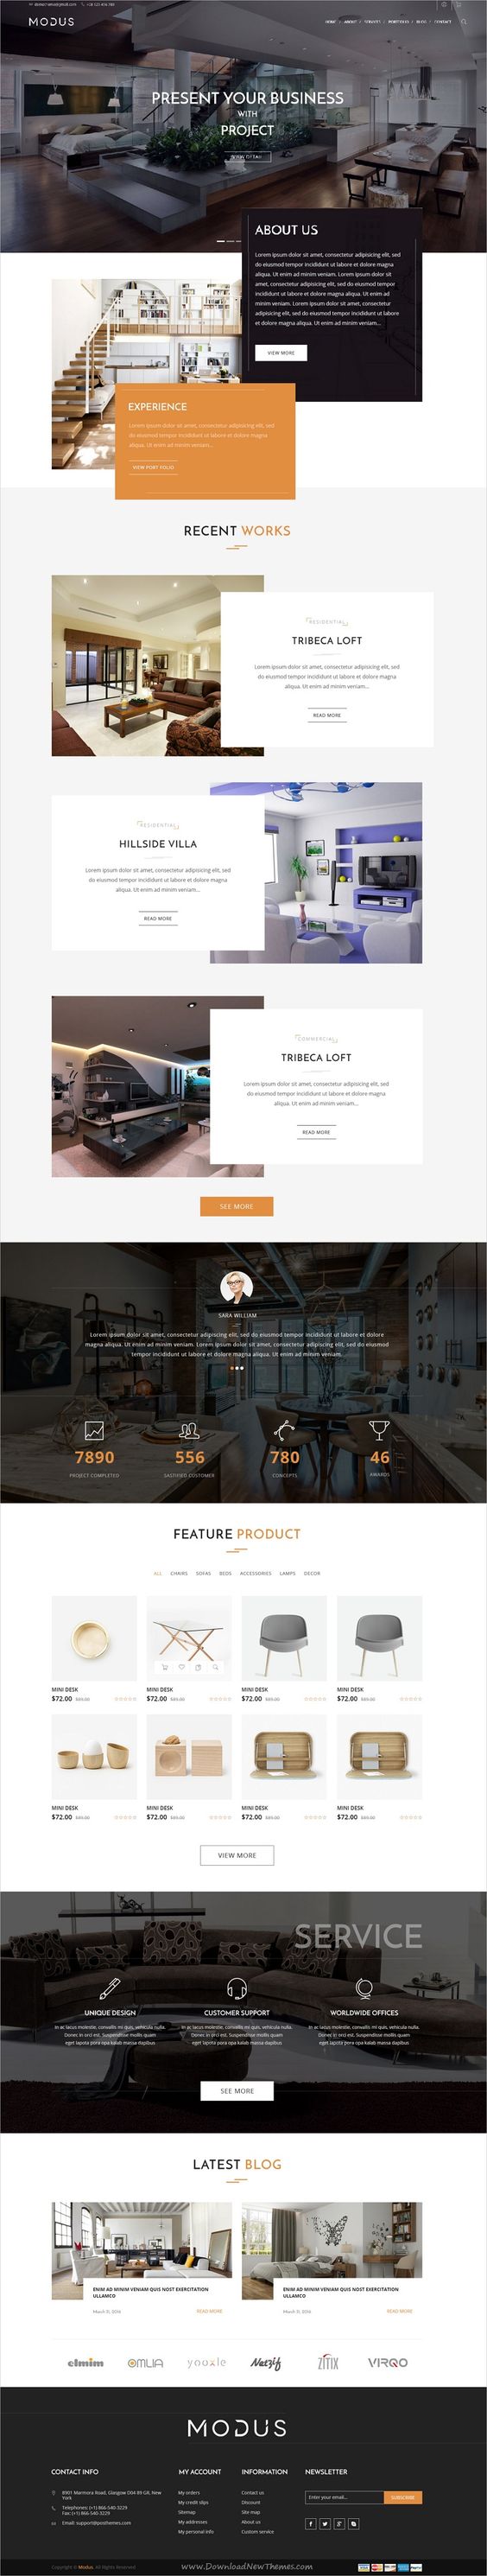 MODUS
HOME / ABOUT / SERVICES / PORTFOLIO / BLOG / CONTACT
PRESENT YOUR BUSINESS
WITH
PROJECT
VIEW DETAIL
ABOUT US
Lorem ipsum dolor sit amet, consectetur adipisicing elit, sed
do eiusmod tempor incididunt ut labore et dolore magna
aliqua. Ut enim ad minim veniam. Lorem ipsum dolor sit
amet, consectetur adipisicing elit, sed do eiusmod tempor
incididunt ut labore et dolore magna aliqua. Ut enim ad
minim veniam. Lorem ipsum dolor sit amet, consectetur
adipisicing elit, sed do eiusmod tempor incididunt ut labore
et dolore magna aliqua. Ut enim ad minim veniam...
VIEW MORE
EXPERIENCE
Lorem ipsum dolor sit amet, consectetur adipisicing elit, sed
do eiusmod tempor incididunt ut labore et dolore magna
aliqua. Ut enim ad minim veniam...
VIEW PORT FOLIO
RECENT WORKS
RESIDENTIAL
TRIBECA LOFT
Lorem ipsum dolor sit amet, consectetur adipisicing elit, sed
do eiusmod tempor incididunt ut labore et dolore magna
aliqua. Ut enim ad minim veniam...
READ MORE
RESIDENTIAL
HILLSIDE VILLA
Lorem ipsum dolor sit amet, consectetur adipisicing elit, sed
do eiusmod tempor incididunt ut labore et dolore magna
aliqua. Ut enim ad minim veniam...
READ MORE
COMMERCIAL
TRIBECA LOFT
Lorem ipsum dolor sit amet, consectetur adipisicing elit, sed
do eiusmod tempor incididunt ut labore et dolore magna
aliqua. Ut enim ad minim veniam...
READ MORE
SEE MORE
SARA WILLIAM
Lorem ipsum dolor sit amet, consectetur adipisicing elit, sed do eiusmod tempor incididunt ut labore et dolore
magna aliqua. Ut enim ad minim veniam. Lorem ipsum dolor sit amet, consectetur adipisicing elit, sed do eiusmod
tempor incididunt ut labore et dolore magna aliqua. Ut enim ad minim veniam.
7890 556 780 46
PROJECT COMPLETED SASTIFIED CUSTOMER CONCEPTS AWARDS
FEATURE PRODUCT
ALL CHAIRS SOFAS BEDS ACCESSORIES LAMPS DECOR
MINI DESK MINI DESK MINI DESK MINI DESK
$72.00 $89.00 $72.00 $89.00 $72.00 $89.00 $72.00 $89.00
MINI DESK MINI DESK MINI DESK MINI DESK
$72.00 $89.00 $72.00 $89.00 $72.00 $89.00 $72.00 $89.00
VIEW MORE
SERVICE
UNIQUE DESIGN CUSTOMER SUPPORT WORLDWIDE OFFICES
In ac lacus molestie, convallis mi quis, vehicula nulla. In ac lacus molestie, convallis mi quis, vehicula nulla. In ac lacus molestie, convallis mi quis, vehicula nulla.
Donec in orci est. Suspendisse mollis quam Donec in orci est. Suspendisse mollis quam Donec in orci est. Suspendisse mollis quam
eget lapota pora opa kalab mansa dapibus eget lapota pora opa kalab mansa dapibus eget lapota pora opa kalab mansa dapibus
SEE MORE
LATEST BLOG
ENIM AD MINIM VENIAM QUIS NOST EXERCITATION ULLAMCO
March 11, 2016 READ MORE
ENIM AD MINIM VENIAM QUIS NOST EXERCITATION ULLAMCO
March 11, 2016 READ MORE
elmim OMLIA yooxle Netzify ZITIX VIRQO
MODUS
CONTACT INFO
8901 Marmora Road, Glasgow D04 89 GR, New
York
Telephones: (+1) 866-540-3229
Fax: (+1) 866-540-3229
Email: support@posthemes.com
MY ACCOUNT
My orders
My credit slips
Sitemap
My addresses
My personal info
INFORMATION
Contact us
Discount
Site map
About us
Custom service
NEWSLETTER
Enter your email... SUBSCRIBE
Copyright © Modus. All Rights Reserved
www.DownloadNewThemes.com